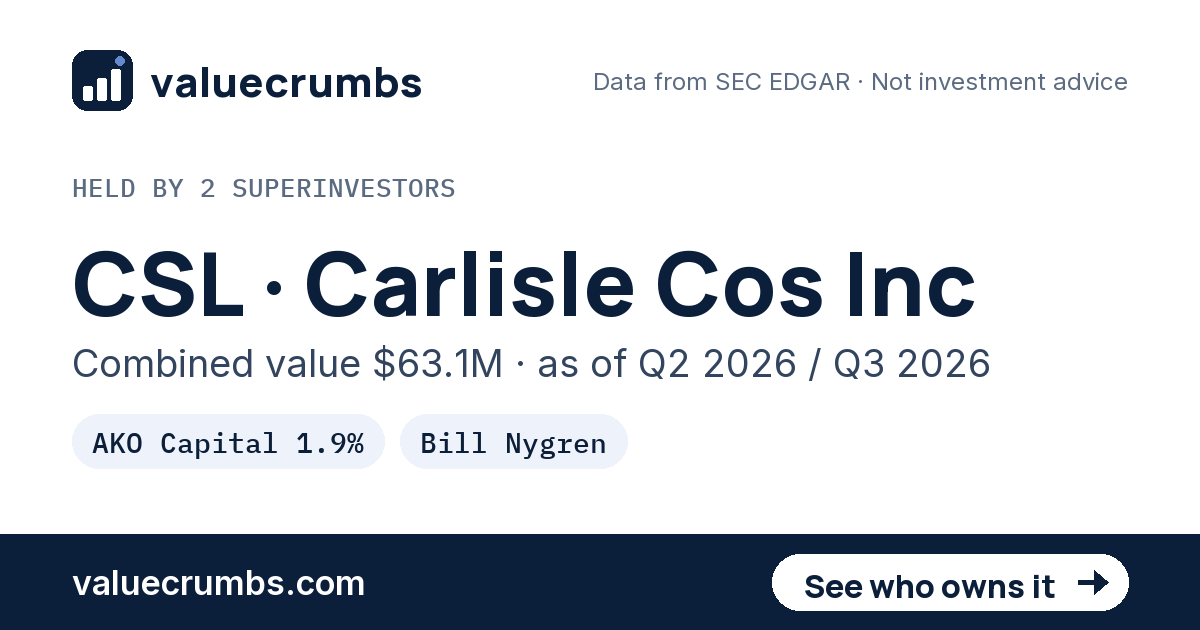 valuecrumbs
Data from SEC EDGAR · Not investment advice
HELD BY 2 SUPERINVESTORS
CSL · Carlisle Cos Inc
Combined value $63.1M · as of Q2 2026 / Q3 2026
AKO Capital 1.9%
Bill Nygren
valuecrumbs.com
See who owns it →